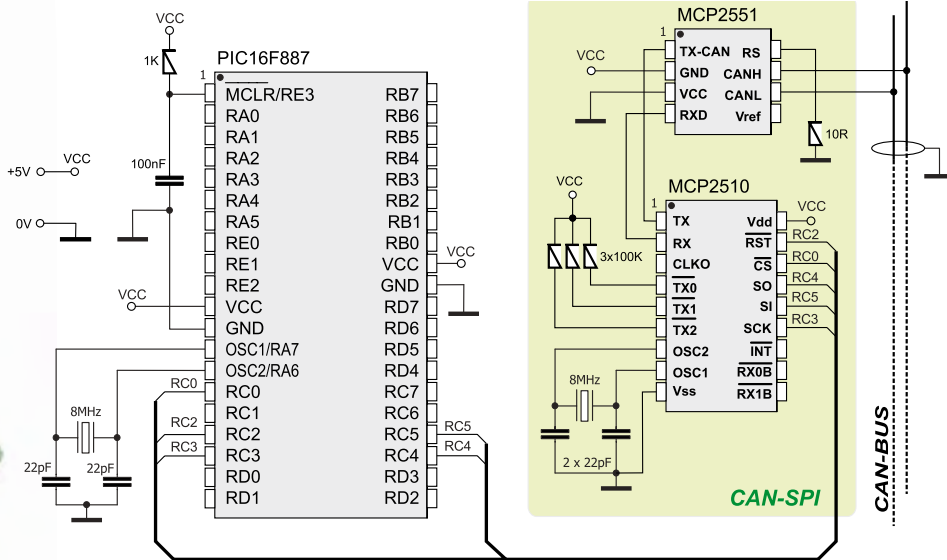 VCC
1K
100nF
+5V
VCC
0V
VCC
PIC16F887
1
MCLR/RE3
RA0
RA1
RA2
RA3
RA4
RA5
RE0
RE1
RE2
VCC
GND
OSC1/RA7
OSC2/RA6
RC0
RC1
RC2
RC3
RD0
RD1
RB7
RB6
RB5
RB4
RB3
RB2
RB1
RB0
VCC
GND
RD7
RD6
RD5
RD4
RC7
RC6
RC5
RC4
RD3
RD2
VCC
RC0
RC2
RC3
RC5
RC4
8MHz
22pF
22pF
MCP2551
1
TX-CAN
GND
VCC
RXD
RS
CANH
CANL
Vref
VCC
10R
MCP2510
1
TX
RX
CLKO
TX0
TX1
TX2
OSC2
OSC1
Vss
Vdd
RST
CS
SO
SI
SCK
INT
RX0B
RX1B
VCC
RC2
RC0
RC4
RC5
RC3
VCC
3x100K
8MHz
2 x 22pF
CAN-SPI
CAN-BUS